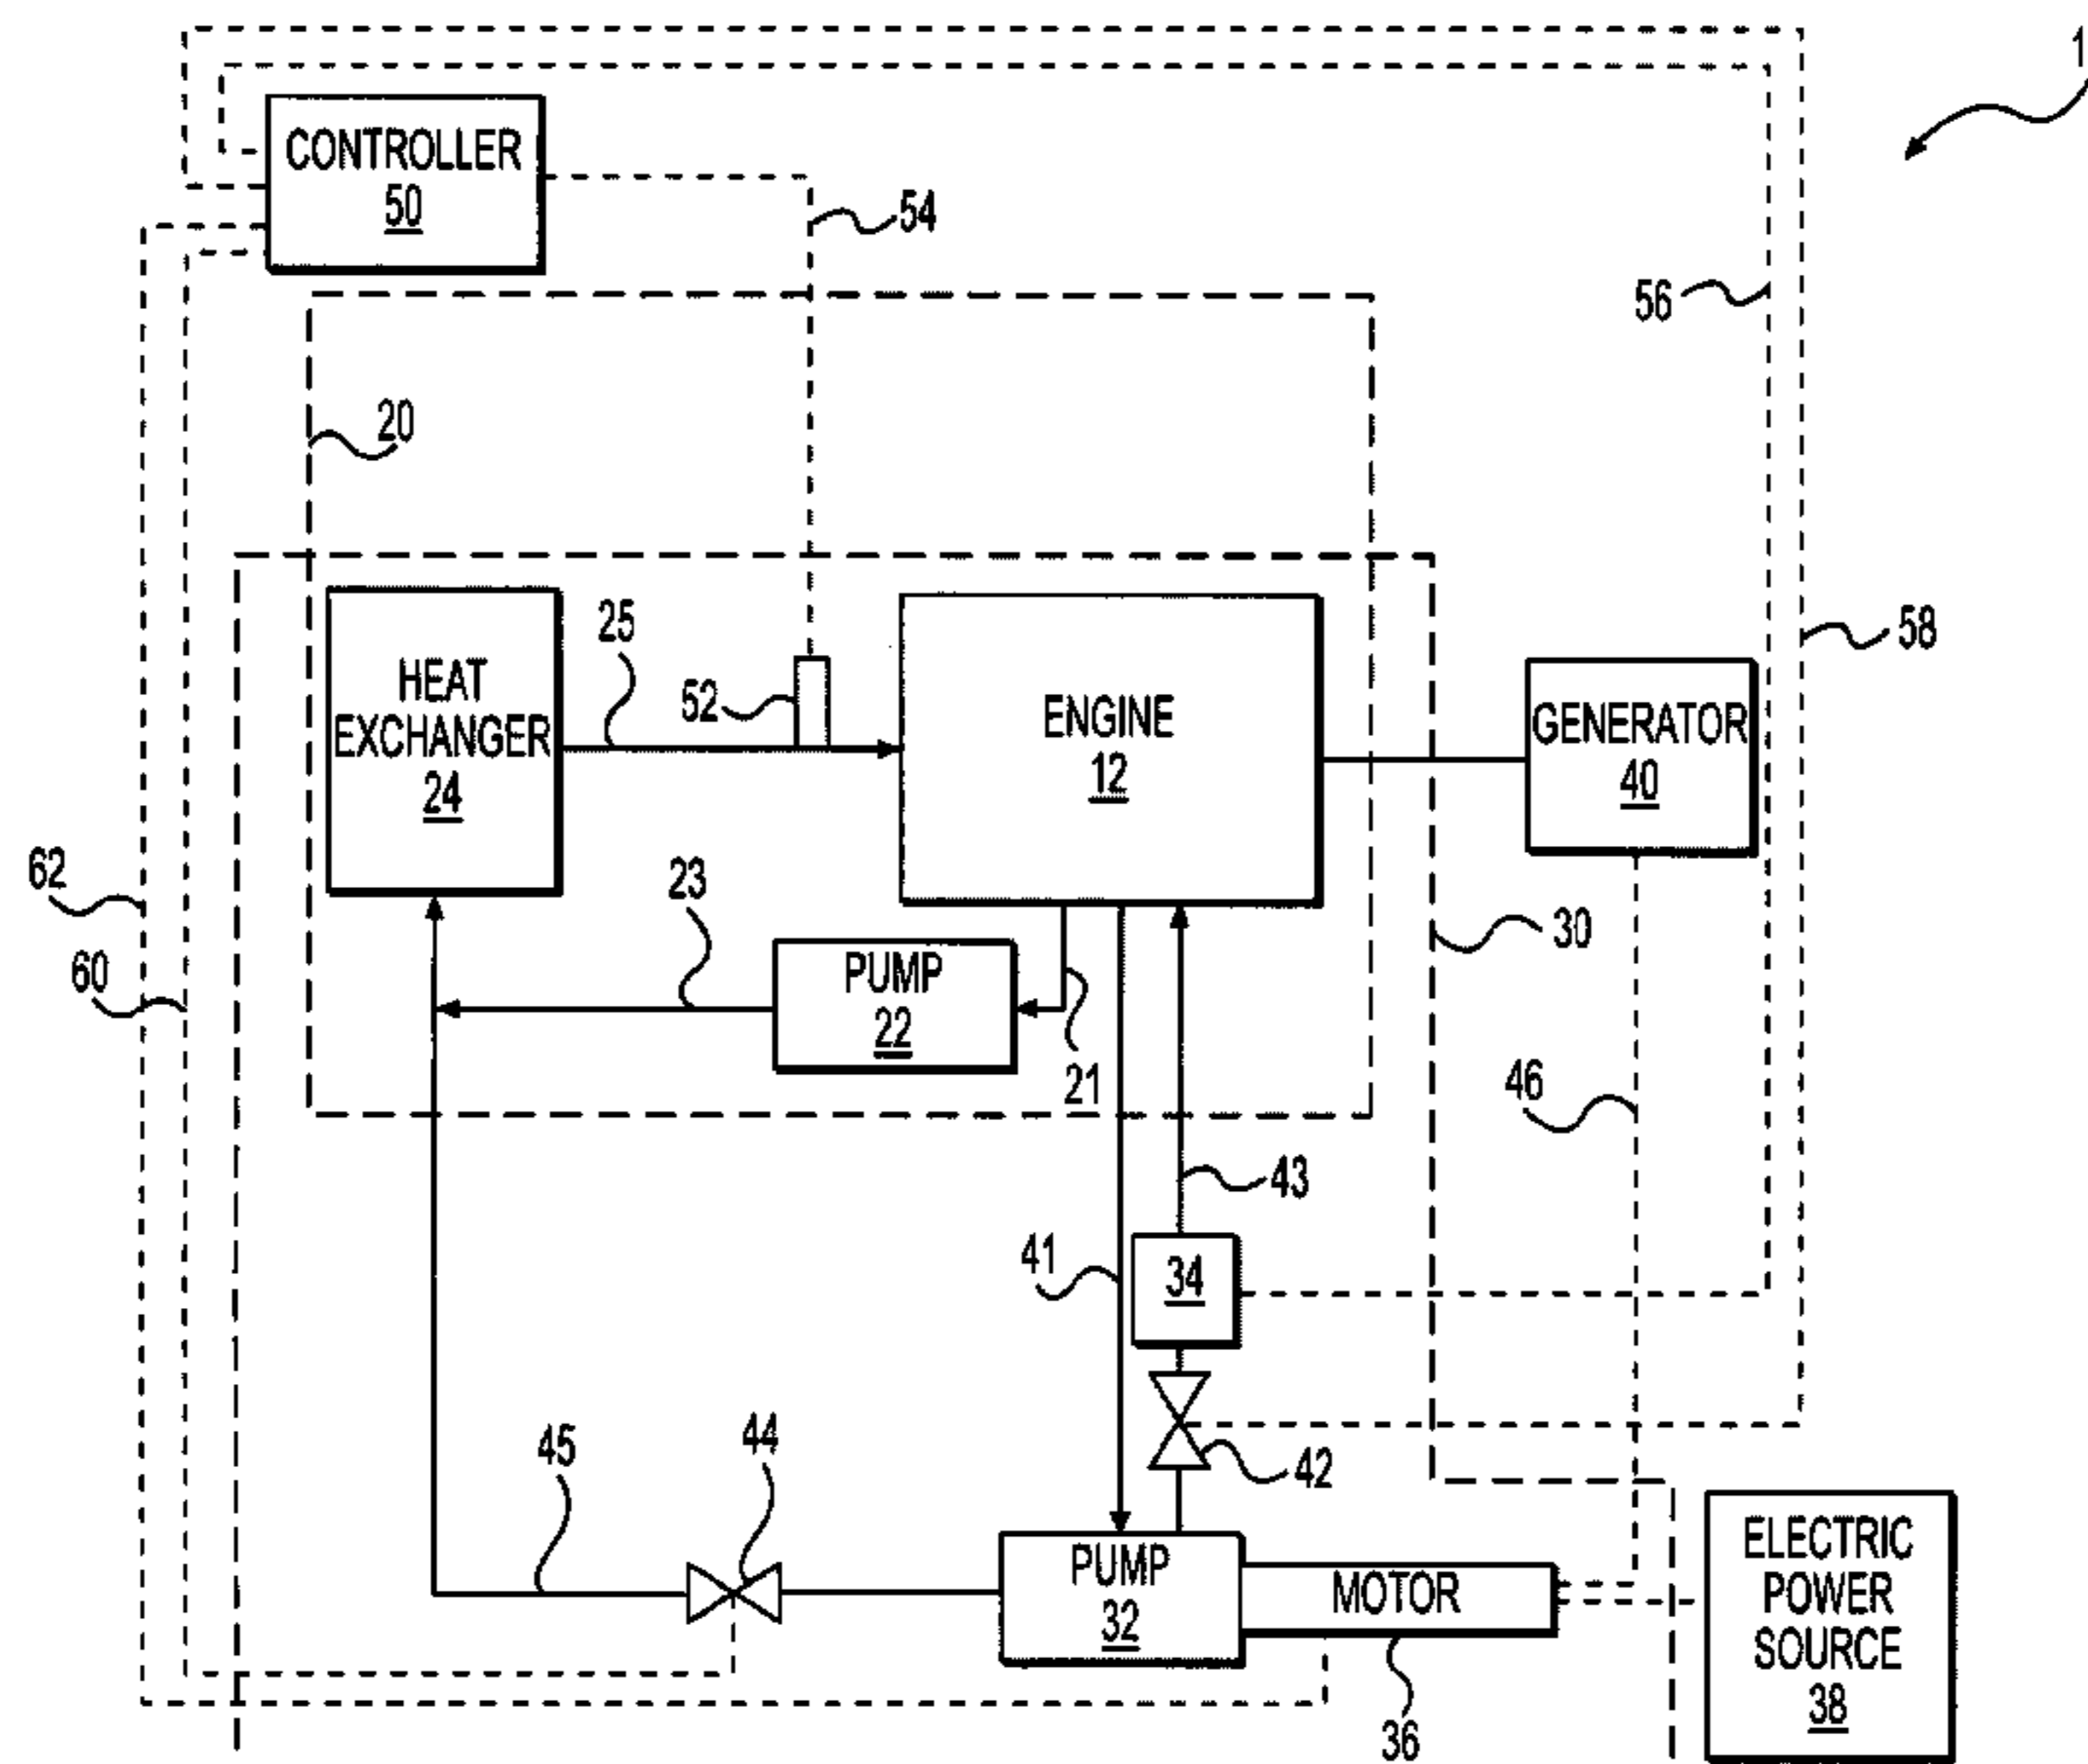 1
CONTROLLER
50
54
56
20
58
25
HEAT
EXCHANGER
24
52
ENGINE
12
GENERATOR
40
62
23
30
60
PUMP
22
21
46
43
41
34
45
44
42
PUMP
32
MOTOR
36
ELECTRIC
POWER
SOURCE
38